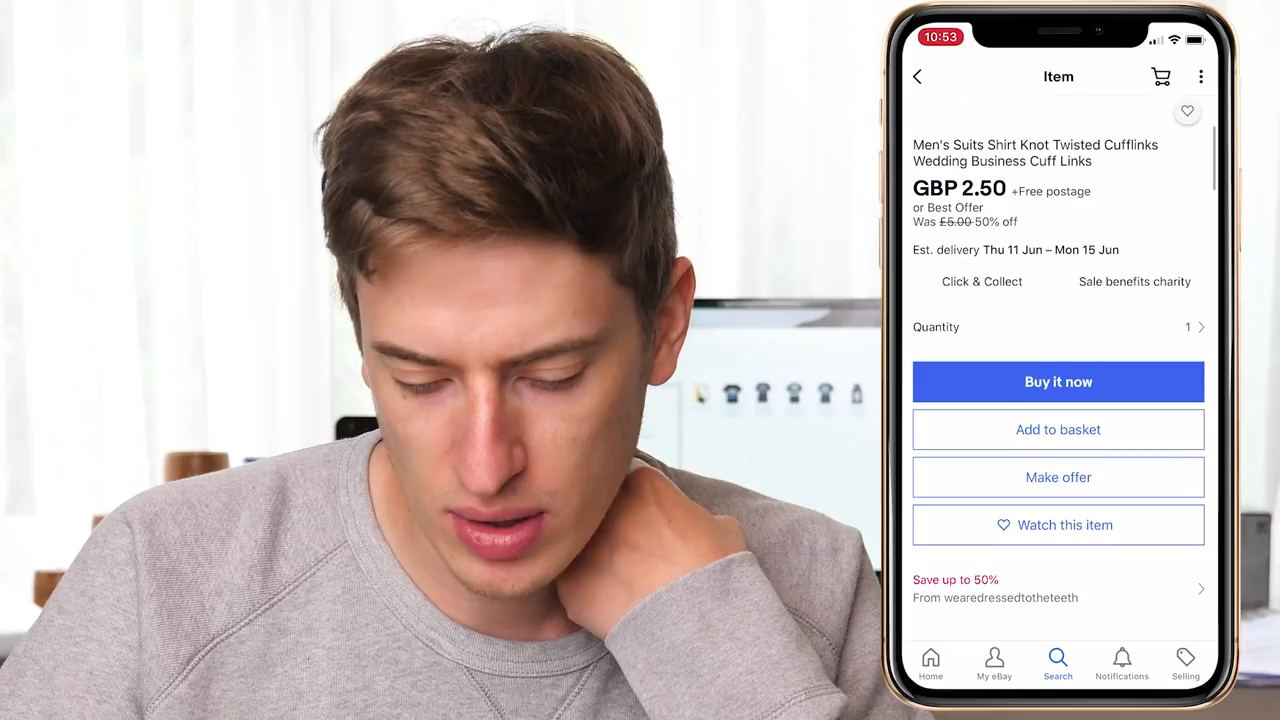 10:53
Item
Men's Suits Shirt Knot Twisted Cufflinks
Wedding Business Cuff Links
GBP 2.50 +Free postage
or Best Offer
Was £5.00 50% off
Est. delivery Thu 11 Jun – Mon 15 Jun
Click & Collect Sale benefits charity
Quantity 1
Buy it now
Add to basket
Make offer
Watch this item
Save up to 50%
From wearedressedtotheteeth
Home My eBay Search Notifications Selling